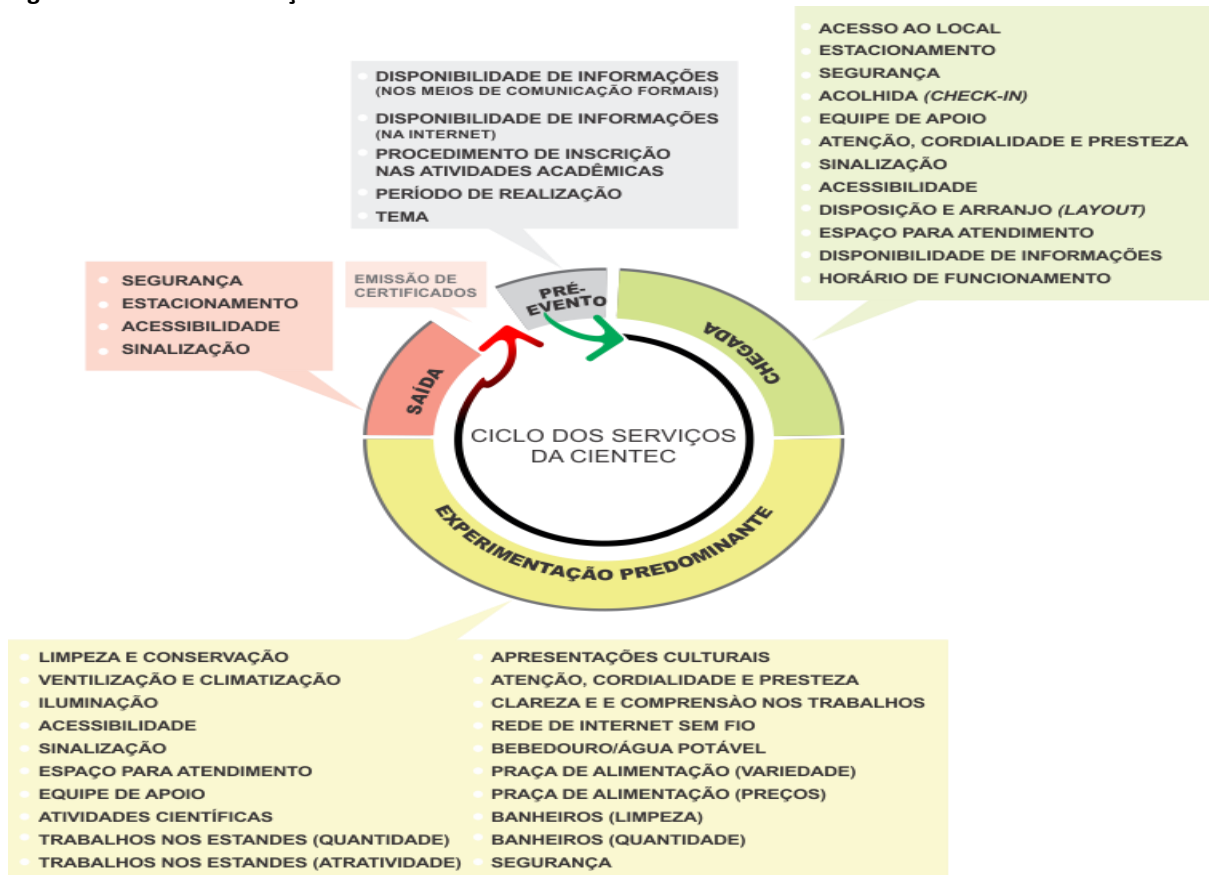 DISPONIBILIDADE DE INFORMAÇÕES
(NOS MEIOS DE COMUNICAÇÃO FORMAIS)
DISPONIBILIDADE DE INFORMAÇÕES
(NA INTERNET)
PROCEDIMENTO DE INSCRIÇÃO
NAS ATIVIDADES ACADÊMICAS
PERÍODO DE REALIZAÇÃO
TEMA
ACESSO AO LOCAL
ESTACIONAMENTO
SEGURANÇA
ACOLHIDA (CHECK-IN)
EQUIPE DE APOIO
ATENÇÃO, CORDIALIDADE E PRESTEZA
SINALIZAÇÃO
ACESSIBILIDADE
DISPOSIÇÃO E ARRANJO (LAYOUT)
ESPAÇO PARA ATENDIMENTO
DISPONIBILIDADE DE INFORMAÇÕES
HORÁRIO DE FUNCIONAMENTO
SEGURANÇA
ESTACIONAMENTO
ACESSIBILIDADE
SINALIZAÇÃO
EMISSÃO DE
CERTIFICADOS
PRÉ-
EVENTO
CHEGADA
SAÍDA
CICLO DOS SERVIÇOS
DA CIENTEC
EXPERIMENTAÇÃO PREDOMINANTE
LIMPEZA E CONSERVAÇÃO
VENTILIZAÇÃO E CLIMATIZAÇÃO
ILUMINAÇÃO
ACESSIBILIDADE
SINALIZAÇÃO
ESPAÇO PARA ATENDIMENTO
EQUIPE DE APOIO
ATIVIDADES CIENTÍFICAS
TRABALHOS NOS ESTANDES (QUANTIDADE)
TRABALHOS NOS ESTANDES (ATRATIVIDADE)
APRESENTAÇÕES CULTURAIS
ATENÇÃO, CORDIALIDADE E PRESTEZA
CLAREZA E E COMPRENSÀO NOS TRABALHOS
REDE DE INTERNET SEM FIO
BEBEDOURO/ÁGUA POTÁVEL
PRAÇA DE ALIMENTAÇÃO (VARIEDADE)
PRAÇA DE ALIMENTAÇÃO (PREÇOS)
BANHEIROS (LIMPEZA)
BANHEIROS (QUANTIDADE)
SEGURANÇA